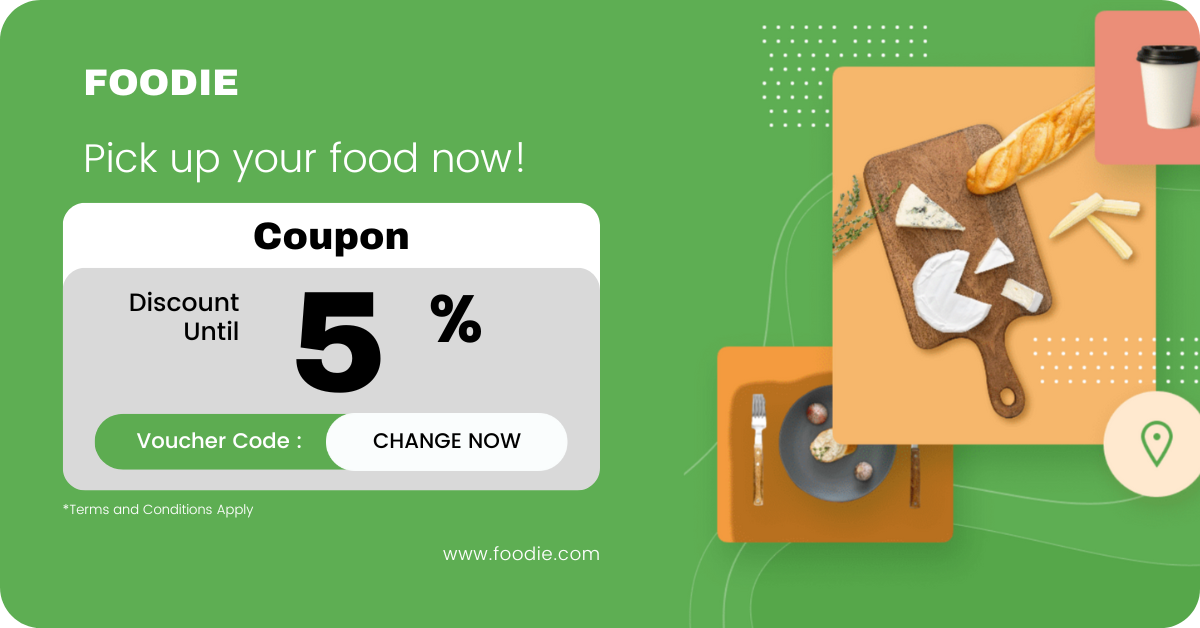 FOODIE
Pick up your food now!
Coupon
Discount
Until
5 %
Voucher Code :
CHANGE NOW
*Terms and Conditions Apply
www.foodie.com